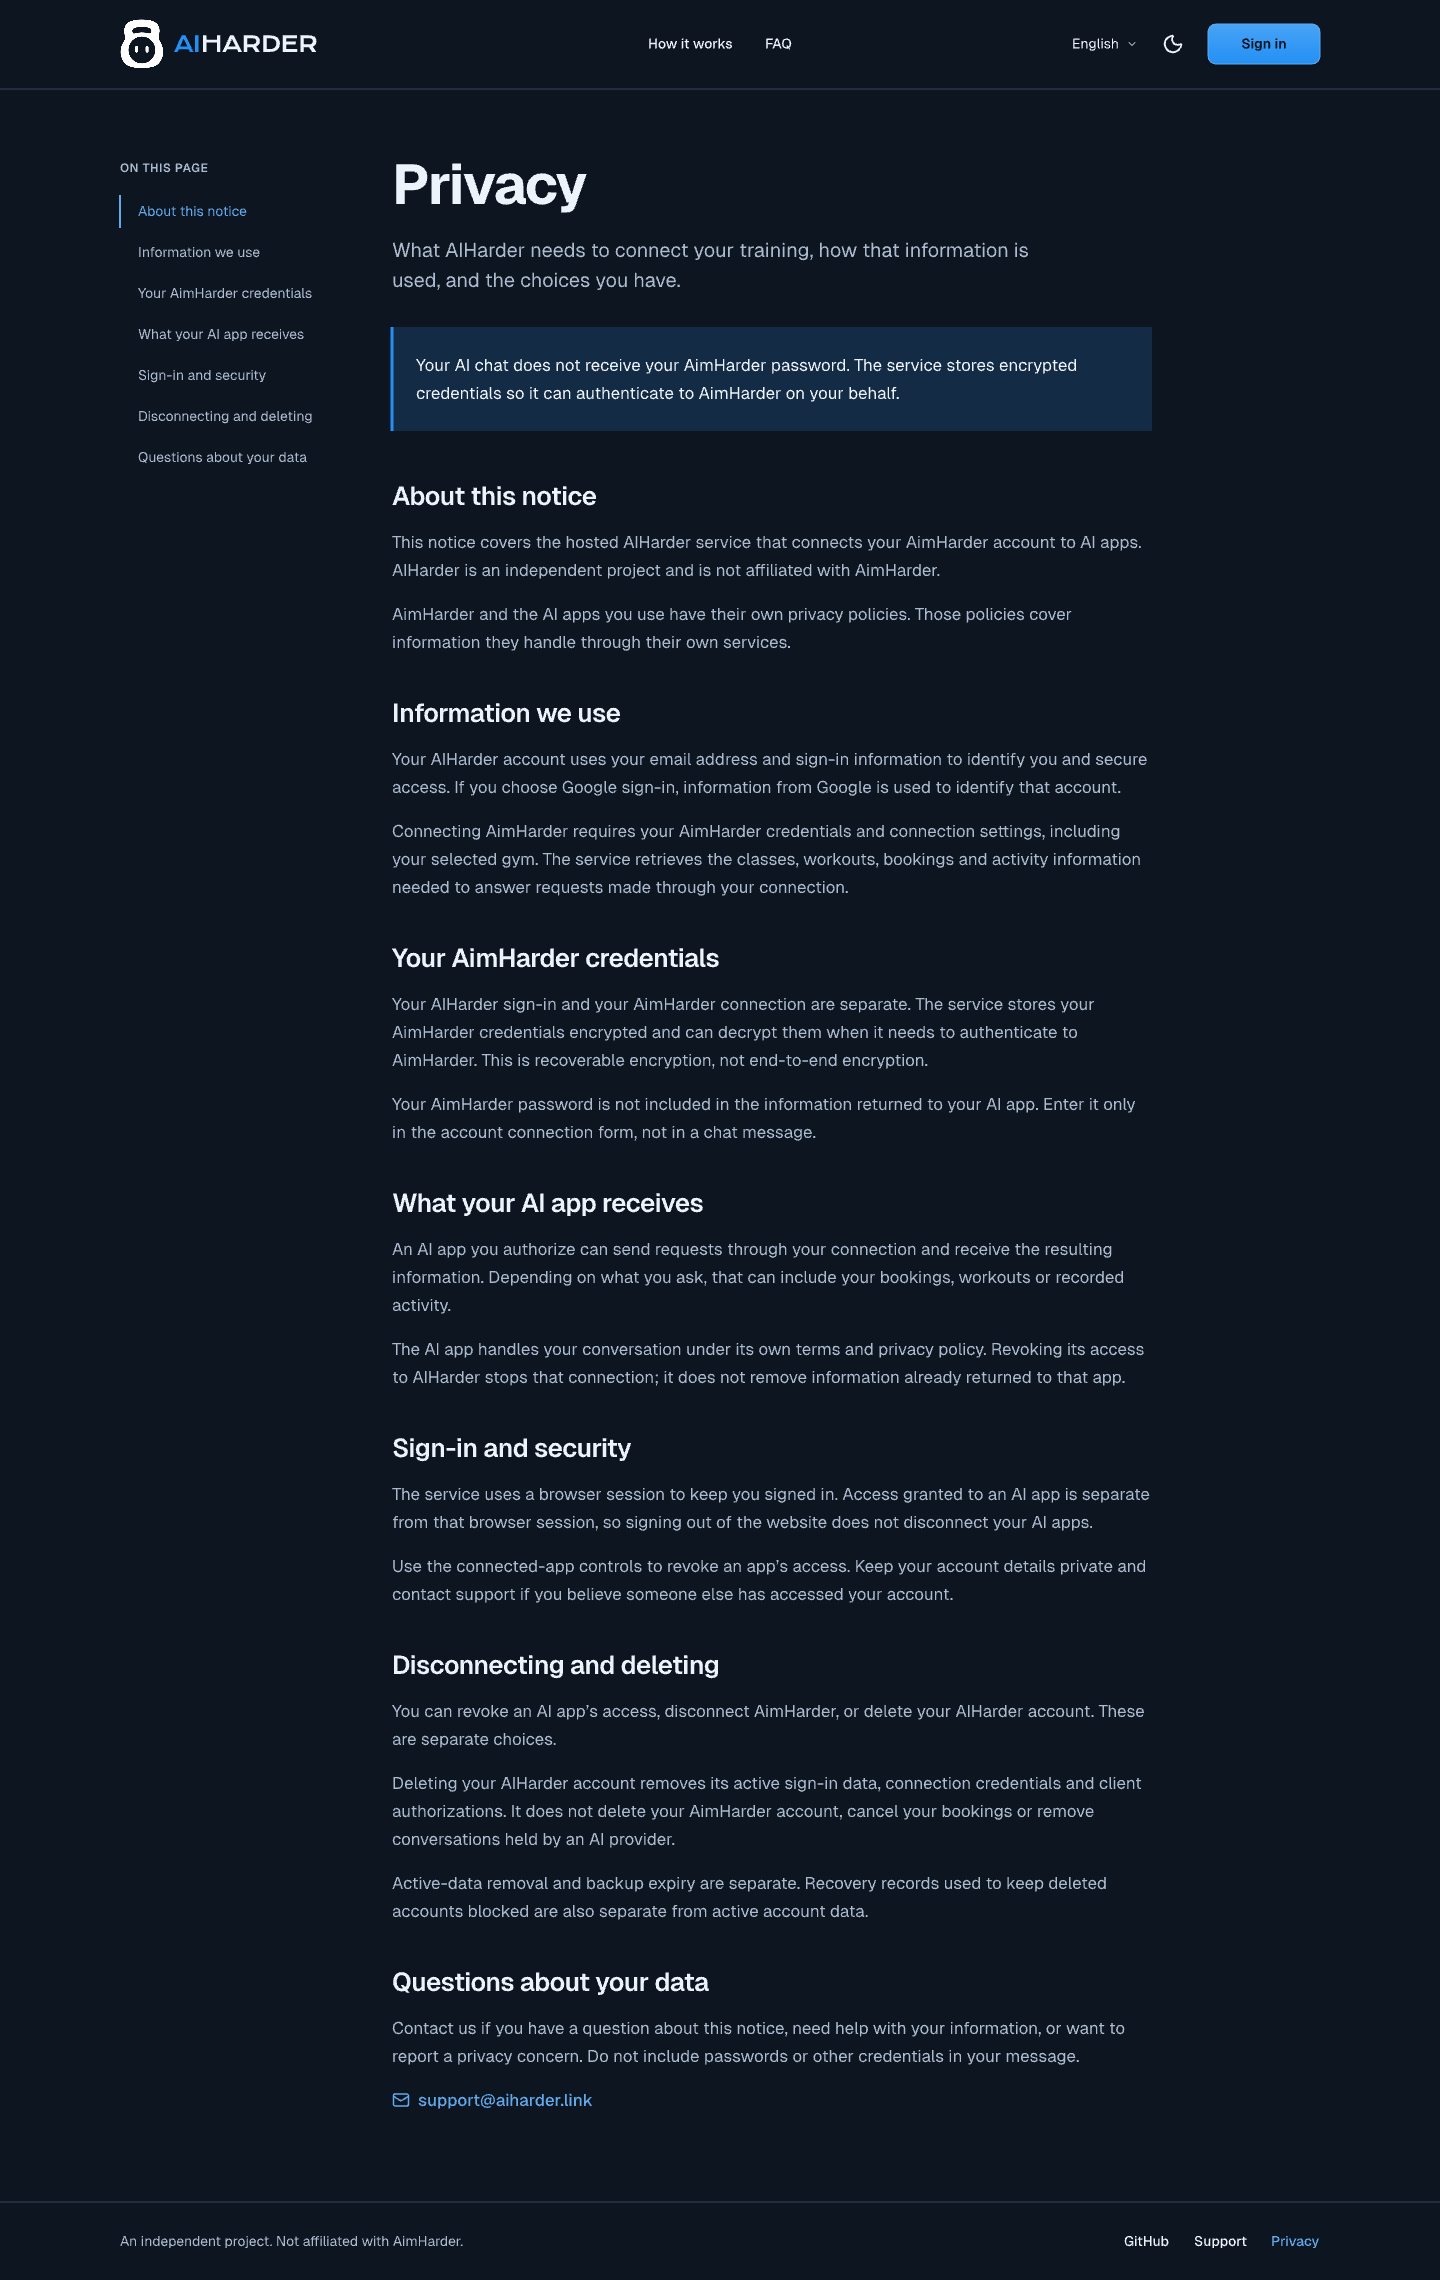 AIHARDER
How it works
FAQ
English
Sign in
ON THIS PAGE
About this notice
Information we use
Your AimHarder credentials
What your AI app receives
Sign-in and security
Disconnecting and deleting
Questions about your data
Privacy
What AIHarder needs to connect your training, how that information is
used, and the choices you have.
Your AI chat does not receive your AimHarder password. The service stores encrypted
credentials so it can authenticate to AimHarder on your behalf.
About this notice
This notice covers the hosted AIHarder service that connects your AimHarder account to AI apps.
AIHarder is an independent project and is not affiliated with AimHarder.
AimHarder and the AI apps you use have their own privacy policies. Those policies cover
information they handle through their own services.
Information we use
Your AIHarder account uses your email address and sign-in information to identify you and secure
access. If you choose Google sign-in, information from Google is used to identify that account.
Connecting AimHarder requires your AimHarder credentials and connection settings, including
your selected gym. The service retrieves the classes, workouts, bookings and activity information
needed to answer requests made through your connection.
Your AimHarder credentials
Your AIHarder sign-in and your AimHarder connection are separate. The service stores your
AimHarder credentials encrypted and can decrypt them when it needs to authenticate to
AimHarder. This is recoverable encryption, not end-to-end encryption.
Your AimHarder password is not included in the information returned to your AI app. Enter it only
in the account connection form, not in a chat message.
What your AI app receives
An AI app you authorize can send requests through your connection and receive the resulting
information. Depending on what you ask, that can include your bookings, workouts or recorded
activity.
The AI app handles your conversation under its own terms and privacy policy. Revoking its access
to AIHarder stops that connection; it does not remove information already returned to that app.
Sign-in and security
The service uses a browser session to keep you signed in. Access granted to an AI app is separate
from that browser session, so signing out of the website does not disconnect your AI apps.
Use the connected-app controls to revoke an app’s access. Keep your account details private and
contact support if you believe someone else has accessed your account.
Disconnecting and deleting
You can revoke an AI app’s access, disconnect AimHarder, or delete your AIHarder account. These
are separate choices.
Deleting your AIHarder account removes its active sign-in data, connection credentials and client
authorizations. It does not delete your AimHarder account, cancel your bookings or remove
conversations held by an AI provider.
Active-data removal and backup expiry are separate. Recovery records used to keep deleted
accounts blocked are also separate from active account data.
Questions about your data
Contact us if you have a question about this notice, need help with your information, or want to
report a privacy concern. Do not include passwords or other credentials in your message.
support@aiharder.link
An independent project. Not affiliated with AimHarder.
GitHub
Support
Privacy